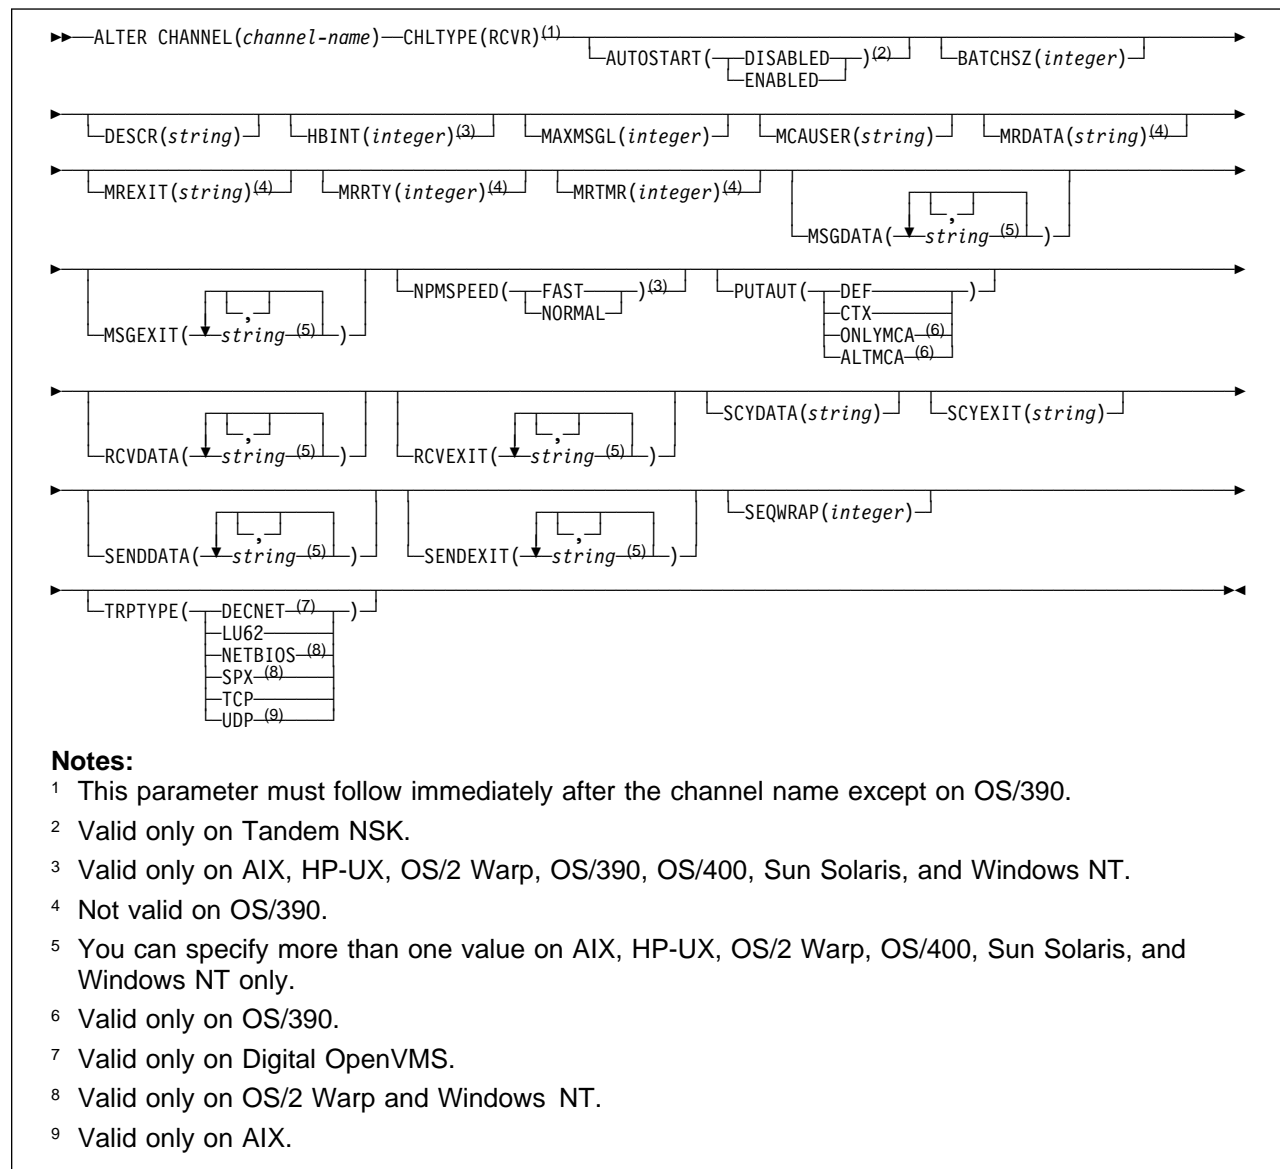 ALTER CHANNEL(channel-name) CHLTYPE(RCVR)(1)
AUTOSTART( DISABLED )(2) BATCHSZ(integer)
ENABLED
DESCR(string) HBINT(integer)(3) MAXMSGL(integer) MCAUSER(string) MRDATA(string)(4)
MREXIT(string)(4) MRRTY(integer)(4) MRTMR(integer)(4)
,
MSGDATA( string (5) )
NPMSPEED( FAST )(3) PUTAUT( DEF )
, NORMAL CTX
MSGEXIT( string (5) ) ONLYMCA (6)
ALTMCA (6)
SCYDATA(string) SCYEXIT(string)
, ,
RCVDATA( string (5) ) RCVEXIT( string (5) )
SEQWRAP(integer)
, ,
SENDDATA( string (5) ) SENDEXIT( string (5) )
TRPTYPE( DECNET (7) )
LU62
NETBIOS (8)
SPX (8)
TCP
UDP (9)
Notes:
1 This parameter must follow immediately after the channel name except on OS/390.
2 Valid only on Tandem NSK.
3 Valid only on AIX, HP-UX, OS/2 Warp, OS/390, OS/400, Sun Solaris, and Windows NT.
4 Not valid on OS/390.
5 You can specify more than one value on AIX, HP-UX, OS/2 Warp, OS/400, Sun Solaris, and
Windows NT only.
6 Valid only on OS/390.
7 Valid only on Digital OpenVMS.
8 Valid only on OS/2 Warp and Windows NT.
9 Valid only on AIX.